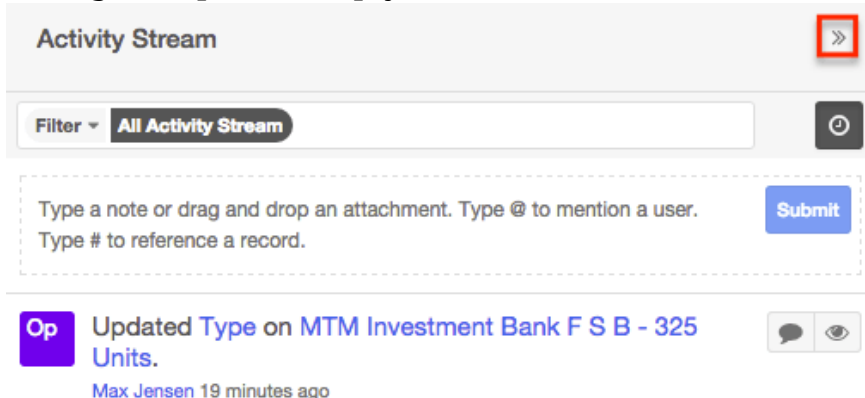 Activity Stream
Filter All Activity Stream
Type a note or drag and drop an attachment. Type @ to mention a user.
Type # to reference a record.
Submit
Op
Updated Type on MTM Investment Bank F S B - 325
Units.
Max Jensen 19 minutes ago